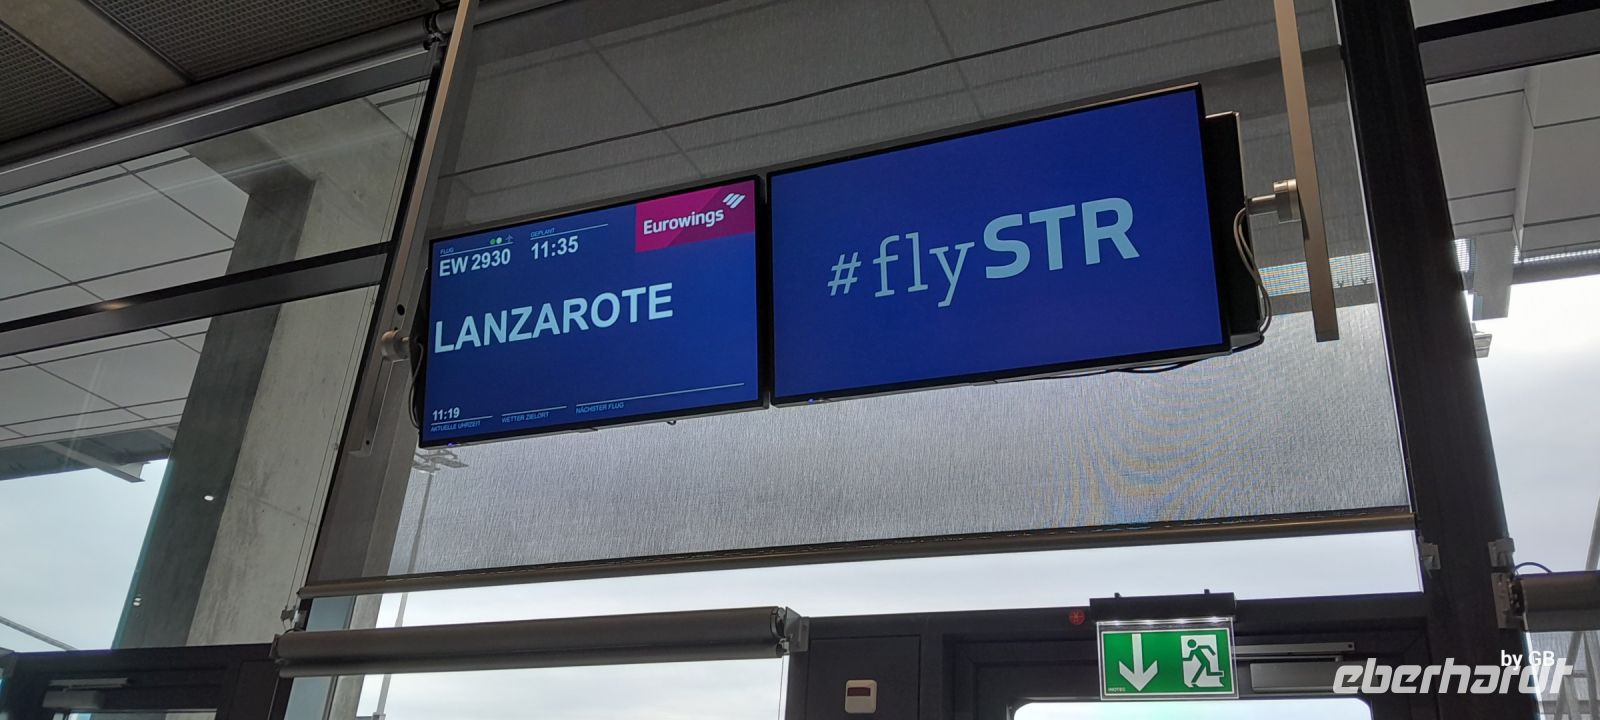 FLUG
EW 2930
GEPLANT
11:35
Eurowings
LANZAROTE
11:19
AKTUELLE UHRZEIT
WETTER ZIELORT
NÄCHSTER FLUG
#flySTR
INOTEC
by GB
eberhardt